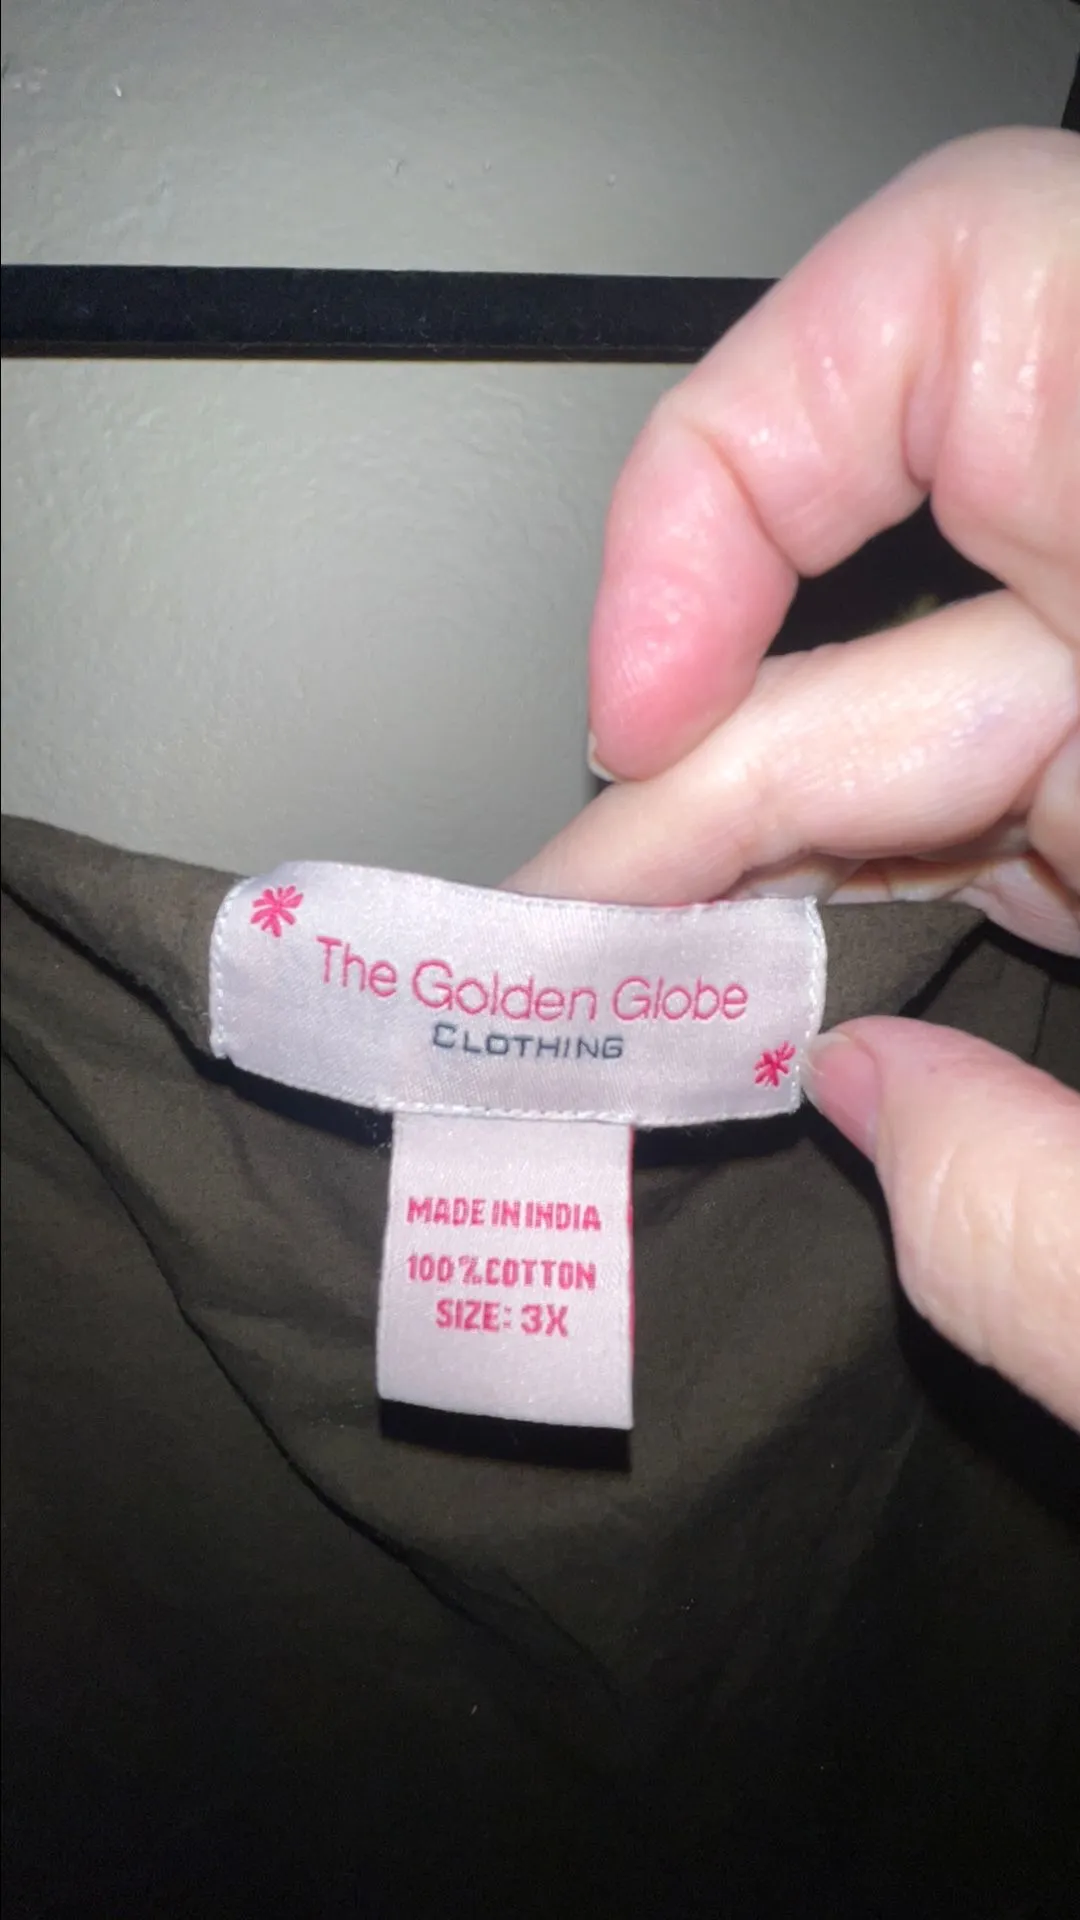 The Golden Globe
CLOTHING
MADE IN INDIA
100% COTTON
SIZE: 3X